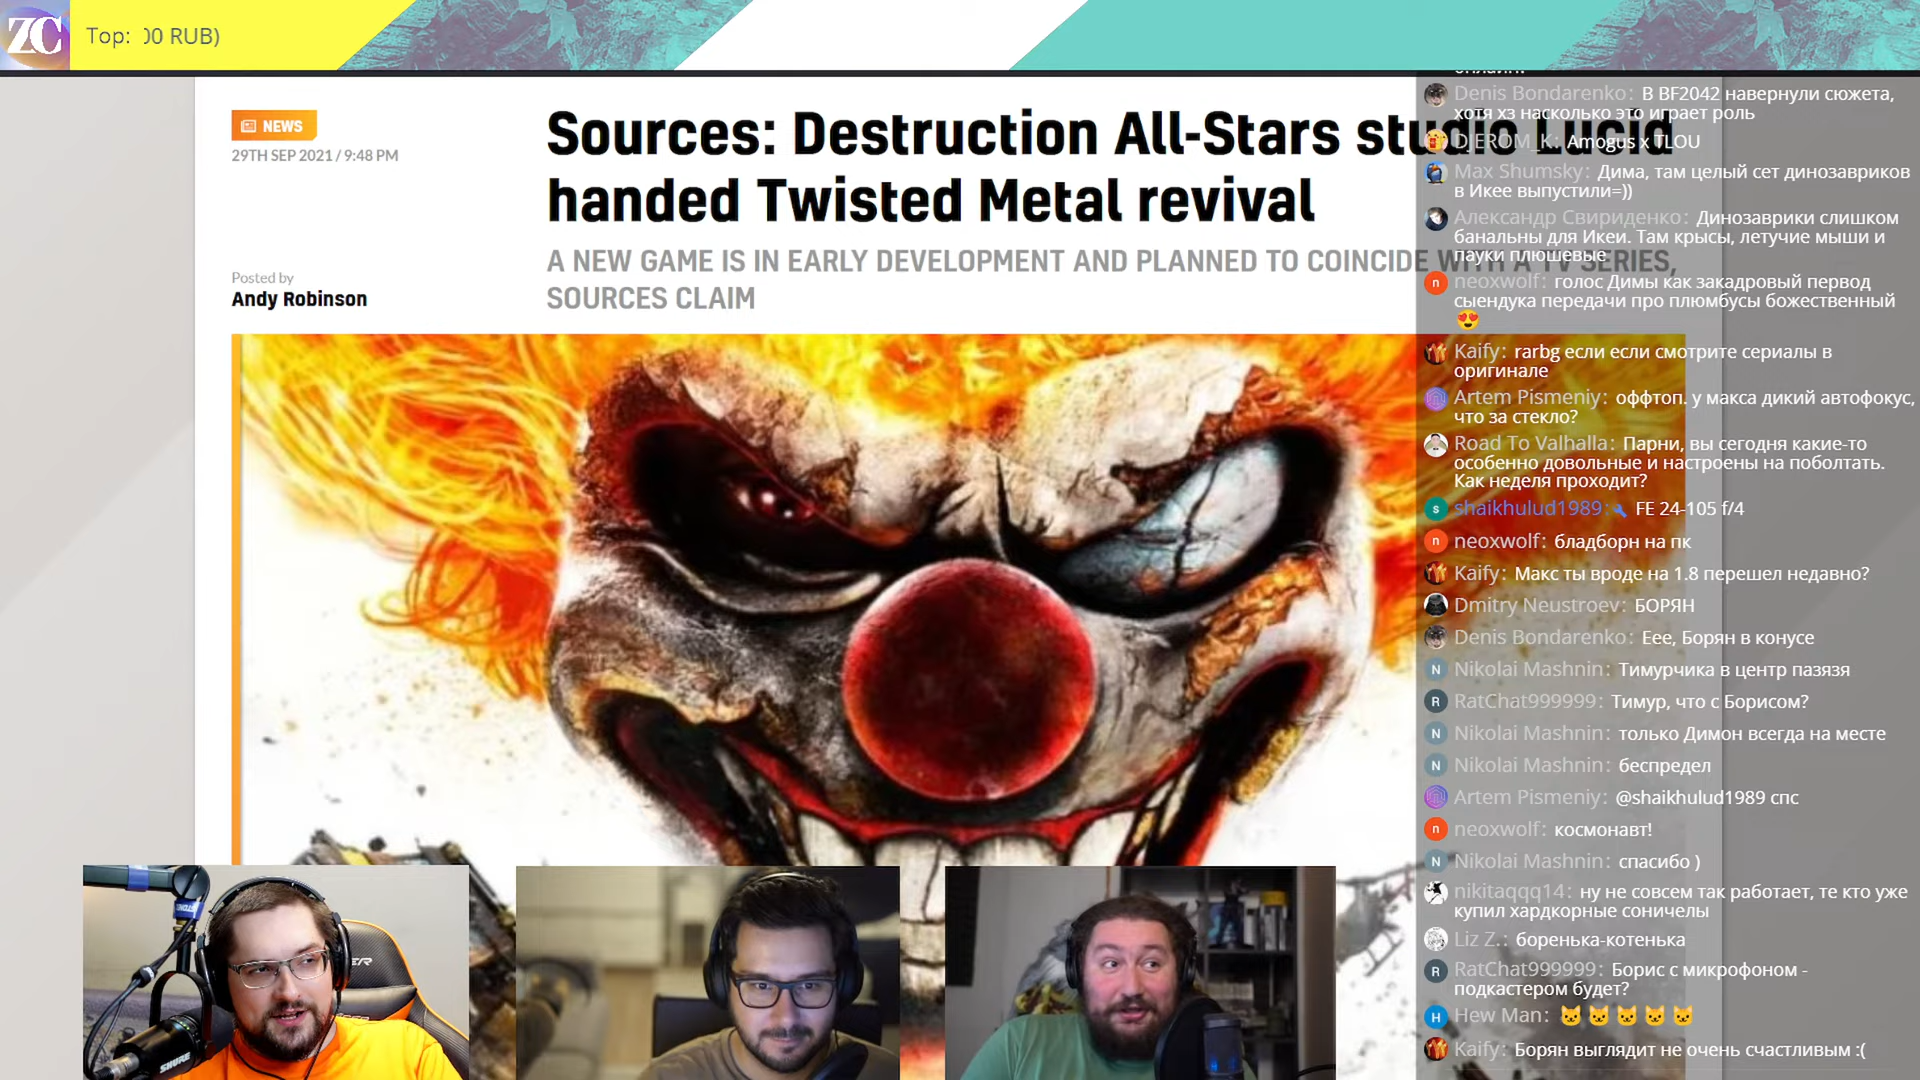 ZC
Top: 00 RUB)
NEWS
29TH SEP 2021 / 9:48 PM
Sources: Destruction All-Stars studio Lucid
handed Twisted Metal revival
A NEW GAME IS IN EARLY DEVELOPMENT AND PLANNED TO COINCIDE WITH A TV SERIES,
SOURCES CLAIM
Posted by
Andy Robinson
Denis Bondarenko: В BF2042 навернули сюжета,
хотя хз насколько это играет роль
DJEROM_K: Amogus x TLOU
Max Shumsky: Дима, там целый сет динозавриков
в Икее выпустили=))
Александр Свириденко: Динозаврики слишком
банальны для Икеи. Там крысы, летучие мыши и
пауки плюшевые
neoxwolf: голос Димы как закадровый первод
сыендука передачи про плюмбусы божественный
😍
Kaify: rarbg если если смотрите сериалы в
оригинале
Artem Pismeniy: оффтоп. у макса дикий автофокус,
что за стекло?
Road To Valhalla: Парни, вы сегодня какие-то
особенно довольные и настроены на поболтать.
Как неделя проходит?
shaikhulud1989: FE 24-105 f/4
neoxwolf: бладборн на пк
Kaify: Макс ты вроде на 1.8 перешел недавно?
Dmitry Neustroev: БОРЯН
Denis Bondarenko: Еее, Борян в конусе
Nikolai Mashnin: Тимурчика в центр пазязя
RatChat999999: Тимур, что с Борисом?
Nikolai Mashnin: только Димон всегда на месте
Nikolai Mashnin: беспредел
Artem Pismeniy: @shaikhulud1989 спс
neoxwolf: космонавт!
Nikolai Mashnin: спасибо )
nikitaqqq14: ну не совсем так работает, те кто уже
купил хардкорные соничелы
Liz Z.: боренька-котенька
RatChat999999: Борис с микрофоном -
подкастером будет?
Hew Man: 🐱🐱🐱🐱🐱
Kaify: Борян выглядит не очень счастливым :(
SHURE